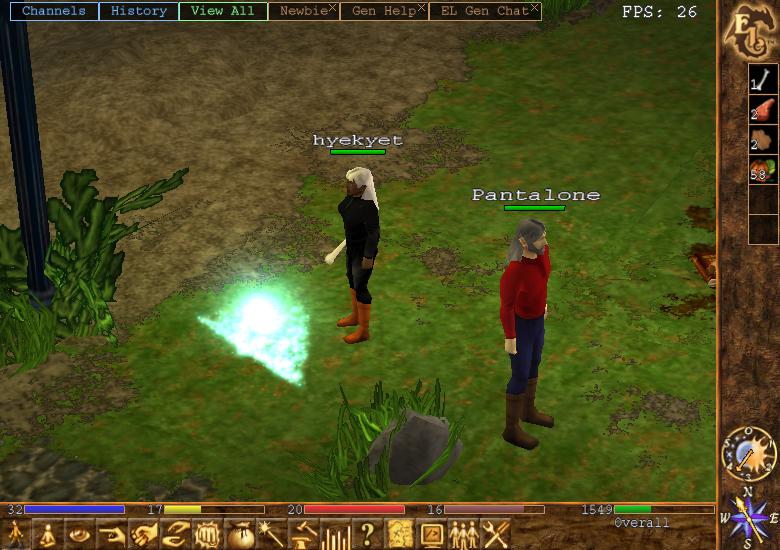 Channels History View All Newbie× Gen Help× EL Gen Chat× FPS: 26
EL
1
2
2
58
hyekyet
Pantalone
32 17 20 16 1549
Overall
N
W E
S
?